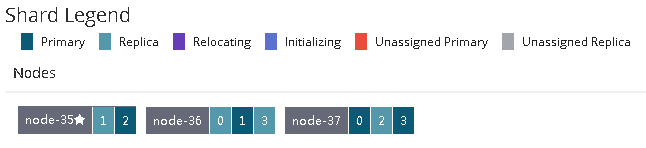 Shard Legend
Primary Replica Relocating Initializing Unassigned Primary Unassigned Replica
Nodes
node-35★ 1 2 node-36 0 1 3 node-37 0 2 3